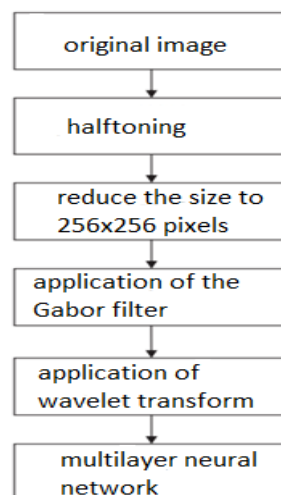 original image
halftoning
reduce the size to
256x256 pixels
application of the
Gabor filter
application of
wavelet transform
multilayer neural
network